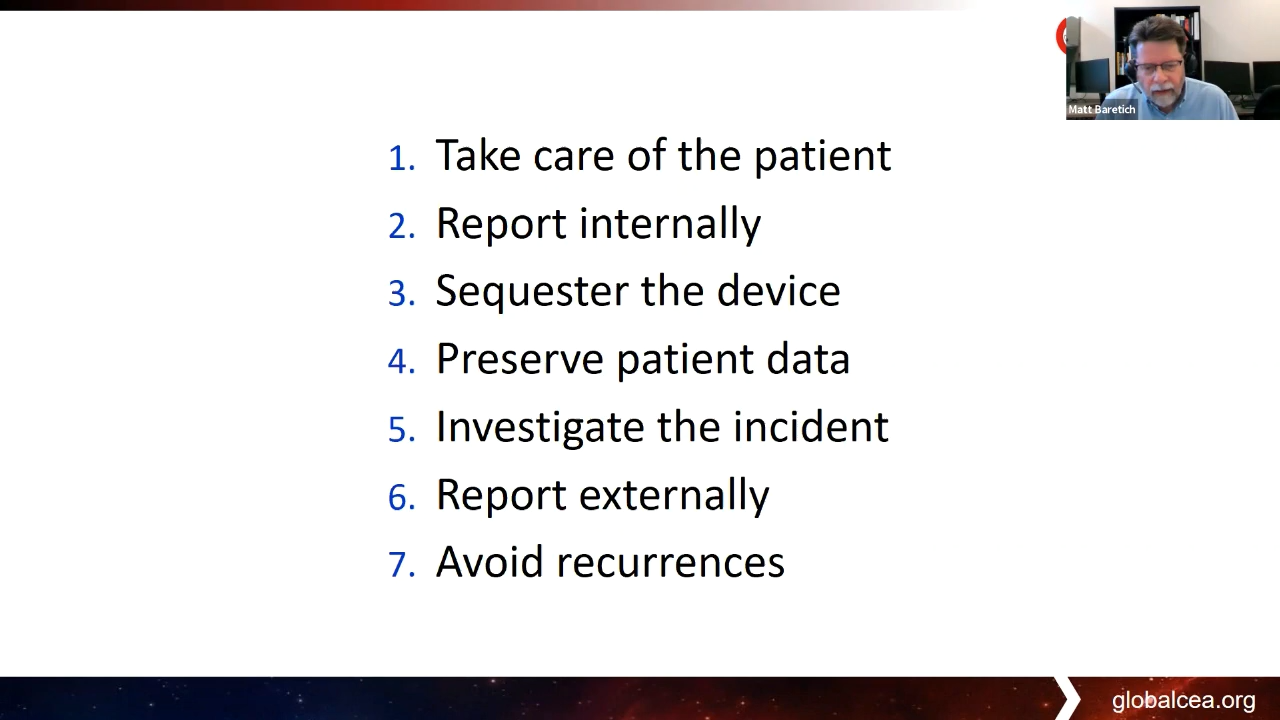 Matt Baretich
1. Take care of the patient
2. Report internally
3. Sequester the device
4. Preserve patient data
5. Investigate the incident
6. Report externally
7. Avoid recurrences
globalcea.org